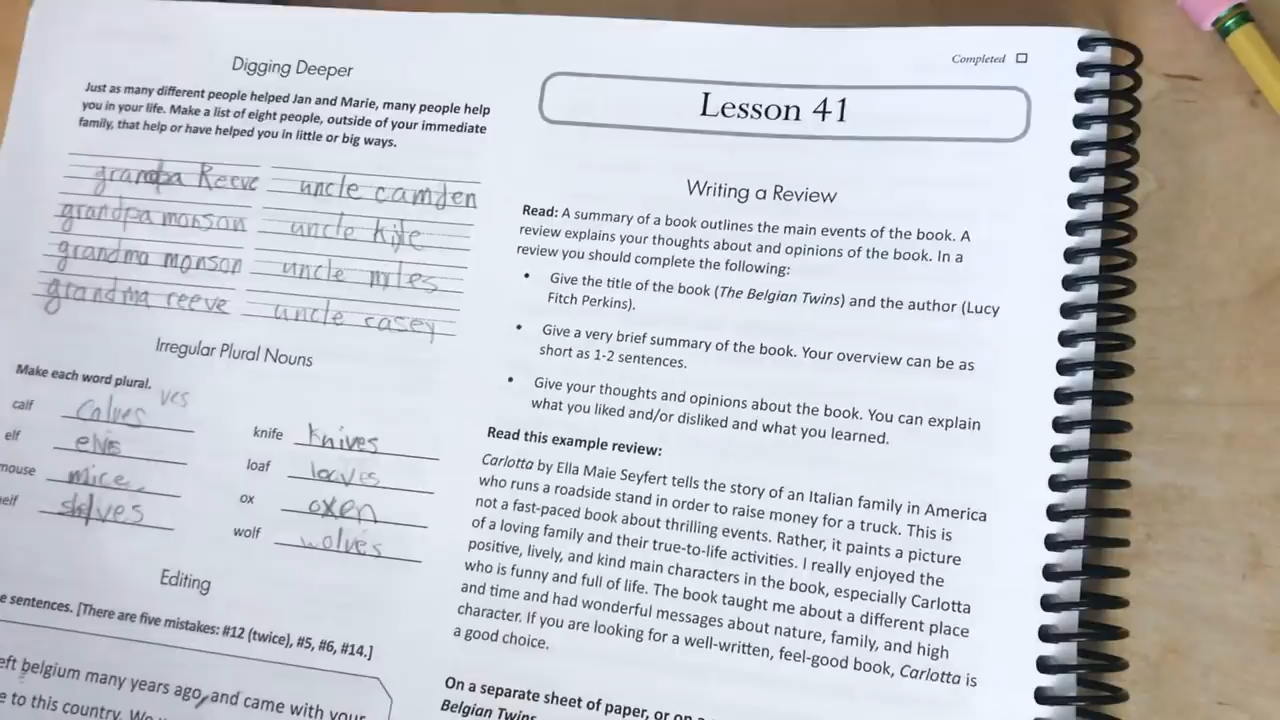 Digging Deeper
Just as many different people helped Jan and Marie, many people help
you in your life. Make a list of eight people, outside of your immediate
family, that help or have helped you in little or big ways.
grandpa Reeve uncle camden
grandpa monson uncle kyle
grandma monson uncle myles
grandma reeve uncle casey
Irregular Plural Nouns
Make each word plural.
ves
calf calves
elf
mouse mice
shelves
knife knives
loaf loaves
ox oxen
wolf wolves
Editing
sentences. [There are five mistakes: #12 (twice), #5, #6, #14.]
belgium many years ago, and came with your
to this country.
Completed
Lesson 41
Writing a Review
Read: A summary of a book outlines the main events of the book. A
review explains your thoughts about and opinions of the book. In a
review you should complete the following:
• Give the title of the book (The Belgian Twins) and the author (Lucy
Fitch Perkins).
• Give a very brief summary of the book. Your overview can be as
short as 1-2 sentences.
• Give your thoughts and opinions about the book. You can explain
what you liked and/or disliked and what you learned.
Read this example review:
Carlotta by Ella Maie Seyfert tells the story of an Italian family in America
who runs a roadside stand in order to raise money for a truck. This is
not a fast-paced book about thrilling events. Rather, it paints a picture
of a loving family and their true-to-life activities. I really enjoyed the
positive, lively, and kind main characters in the book, especially Carlotta
who is funny and full of life. The book taught me about a different place
and time and had wonderful messages about nature, family, and high
character. If you are looking for a well-written, feel-good book, Carlotta is
a good choice.
On a separate sheet of paper, or on
Belgian Twins